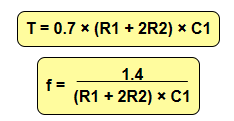 T = 0.7 × (R1 + 2R2) × C1
f = 1.4
(R1 + 2R2) × C1